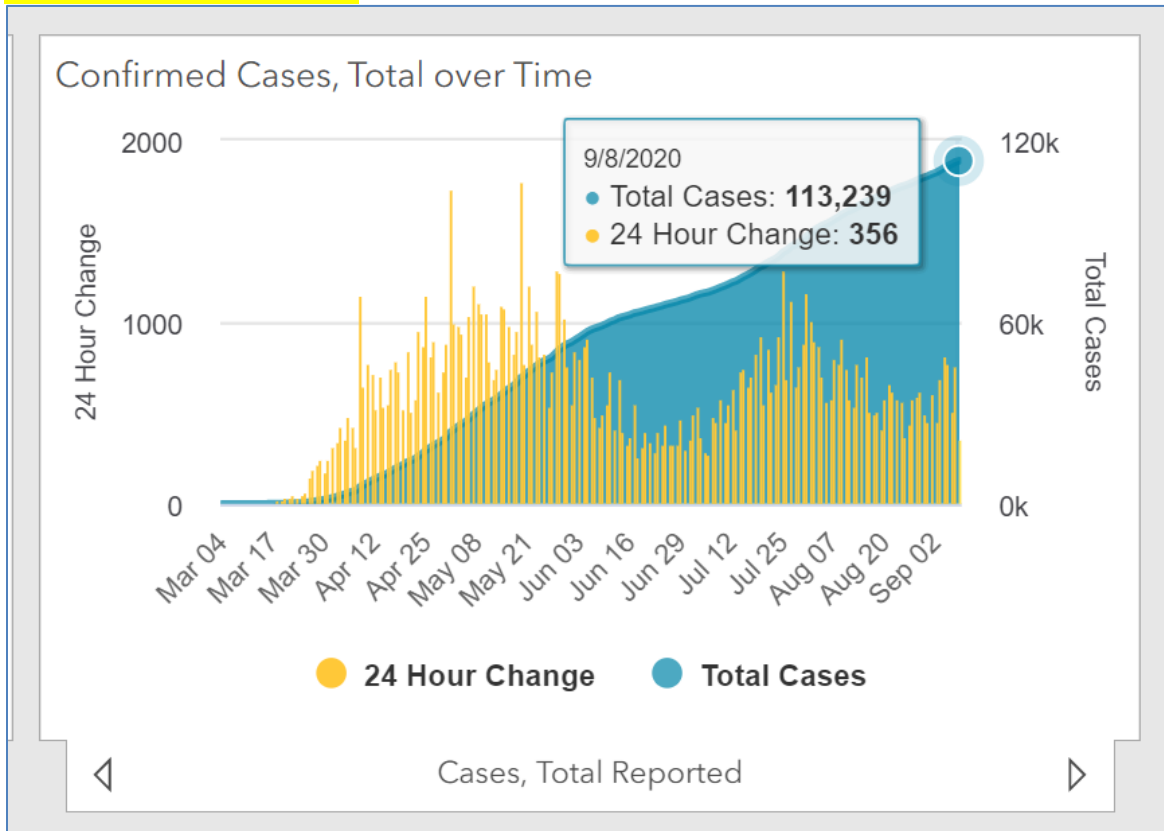 Confirmed Cases, Total over Time
2000
120k
9/8/2020
Total Cases: 113,239
24 Hour Change: 356
24 Hour Change
Total Cases
1000
60k
0
0k
Mar 04
Mar 17
Mar 30
Apr 12
Apr 25
May 08
May 21
Jun 03
Jun 16
Jun 29
Jul 12
Jul 25
Aug 07
Aug 20
Sep 02
24 Hour Change
Total Cases
Cases, Total Reported